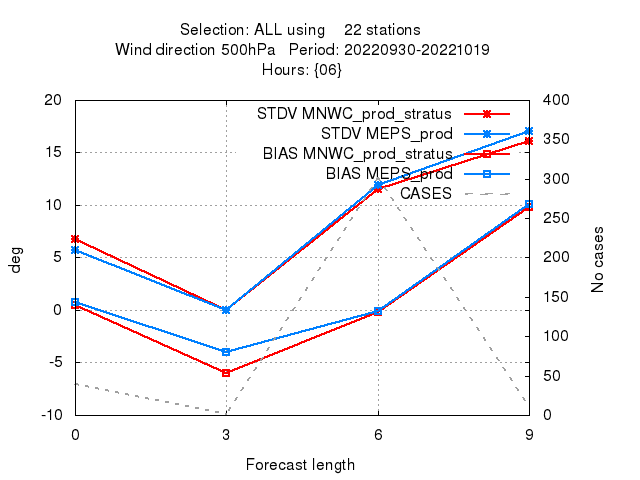 Selection: ALL using    22 stations
Wind direction 500hPa   Period: 20220930-20221019
Hours: {06}
STDV MNWC_prod_stratus
STDV MEPS_prod
BIAS MNWC_prod_stratus
BIAS MEPS_prod
CASES
20
15
10
5
0
-5
-10
deg
400
350
300
250
200
150
100
50
0
No cases
0 3 6 9
Forecast length